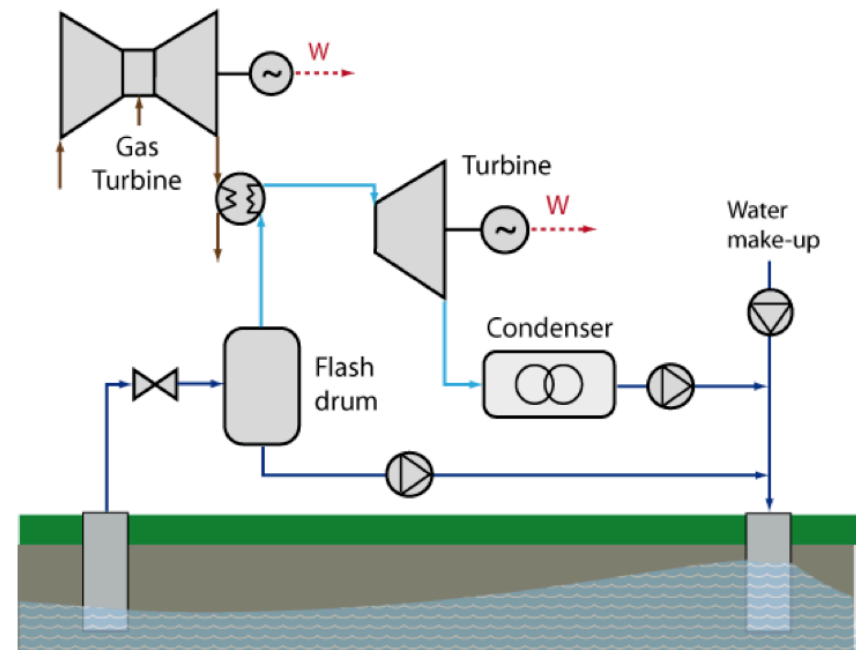 W
Gas
Turbine
Turbine
W
Water
make-up
Condenser
Flash
drum